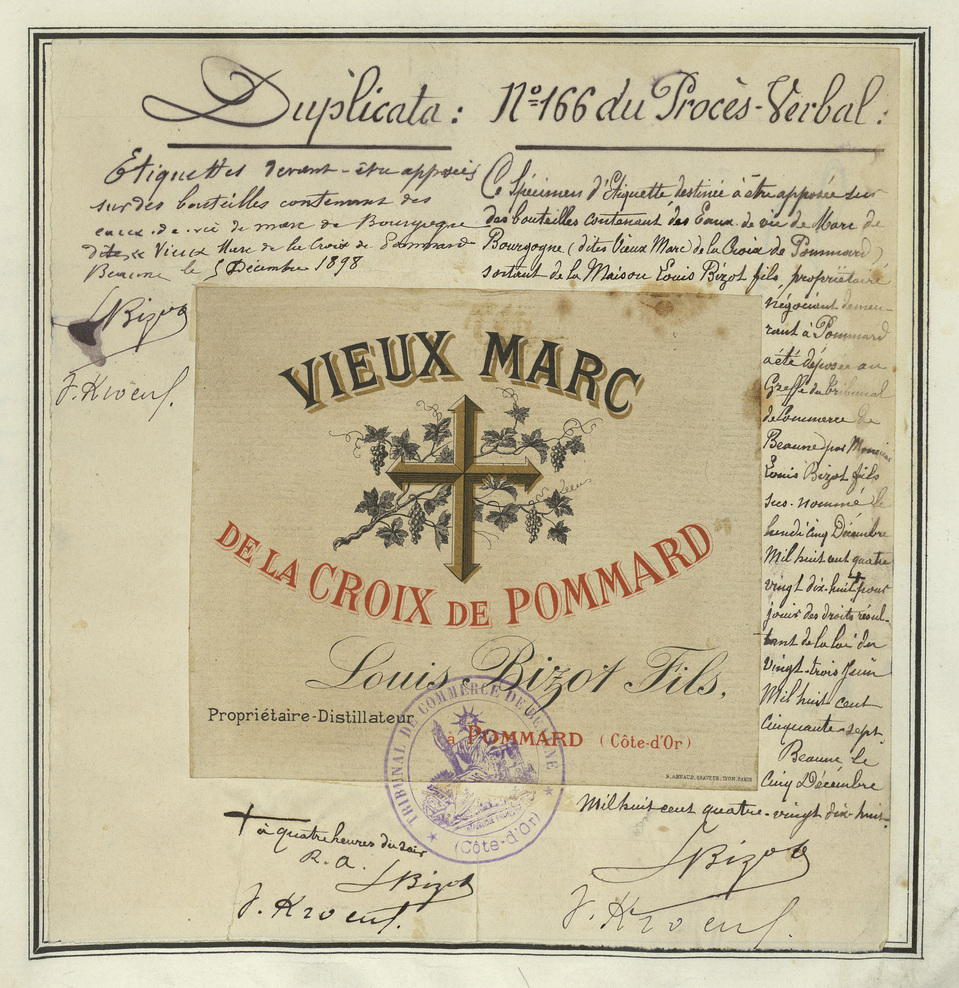 Duplicata : Nº 166 du Procès-Verbal :
Etiquettes devant être apposées
sur des bouteilles contenant des
eaux-de-vie de marc de Bourgogne
dites « Vieux Marc de la Croix de Pommard
Beaune le 5 Décembre 1898
LBizot
Ce Spécimen d'Etiquette destinée à être apposée sur
des bouteilles contenant des Eaux-de-vie de Marc de
Bourgogne (dites Vieux Marc de la Croix de Pommard)
sortant de la Maison Louis Bizot fils, propriétaire
négociant demeu-
rant à Pommard
a été déposée au
Greffe du tribunal
de Commerce de
Beaune par Monsieur
Louis Bizot fils
sus-nommé le
lundi cinq Décembre
Mil huit cent quatre
vingt dix-huit + pour
jouir des droits résul-
tant de la loi du
Vingt-trois Juin
Mil huit cent
cinquante-sept.
Beaune le
Cinq Décembre
Mil huit cent quatre-vingt dix-huit.
VIEUX MARC
DE LA CROIX DE POMMARD
Louis Bizot Fils,
Propriétaire-Distillateur
à POMMARD (Côte-d'Or)
TRIBUNAL DE COMMERCE DE BEAUNE
(Côte-d'Or)
+ à quatre heures du soir
R. A.
LBizot
LBizot